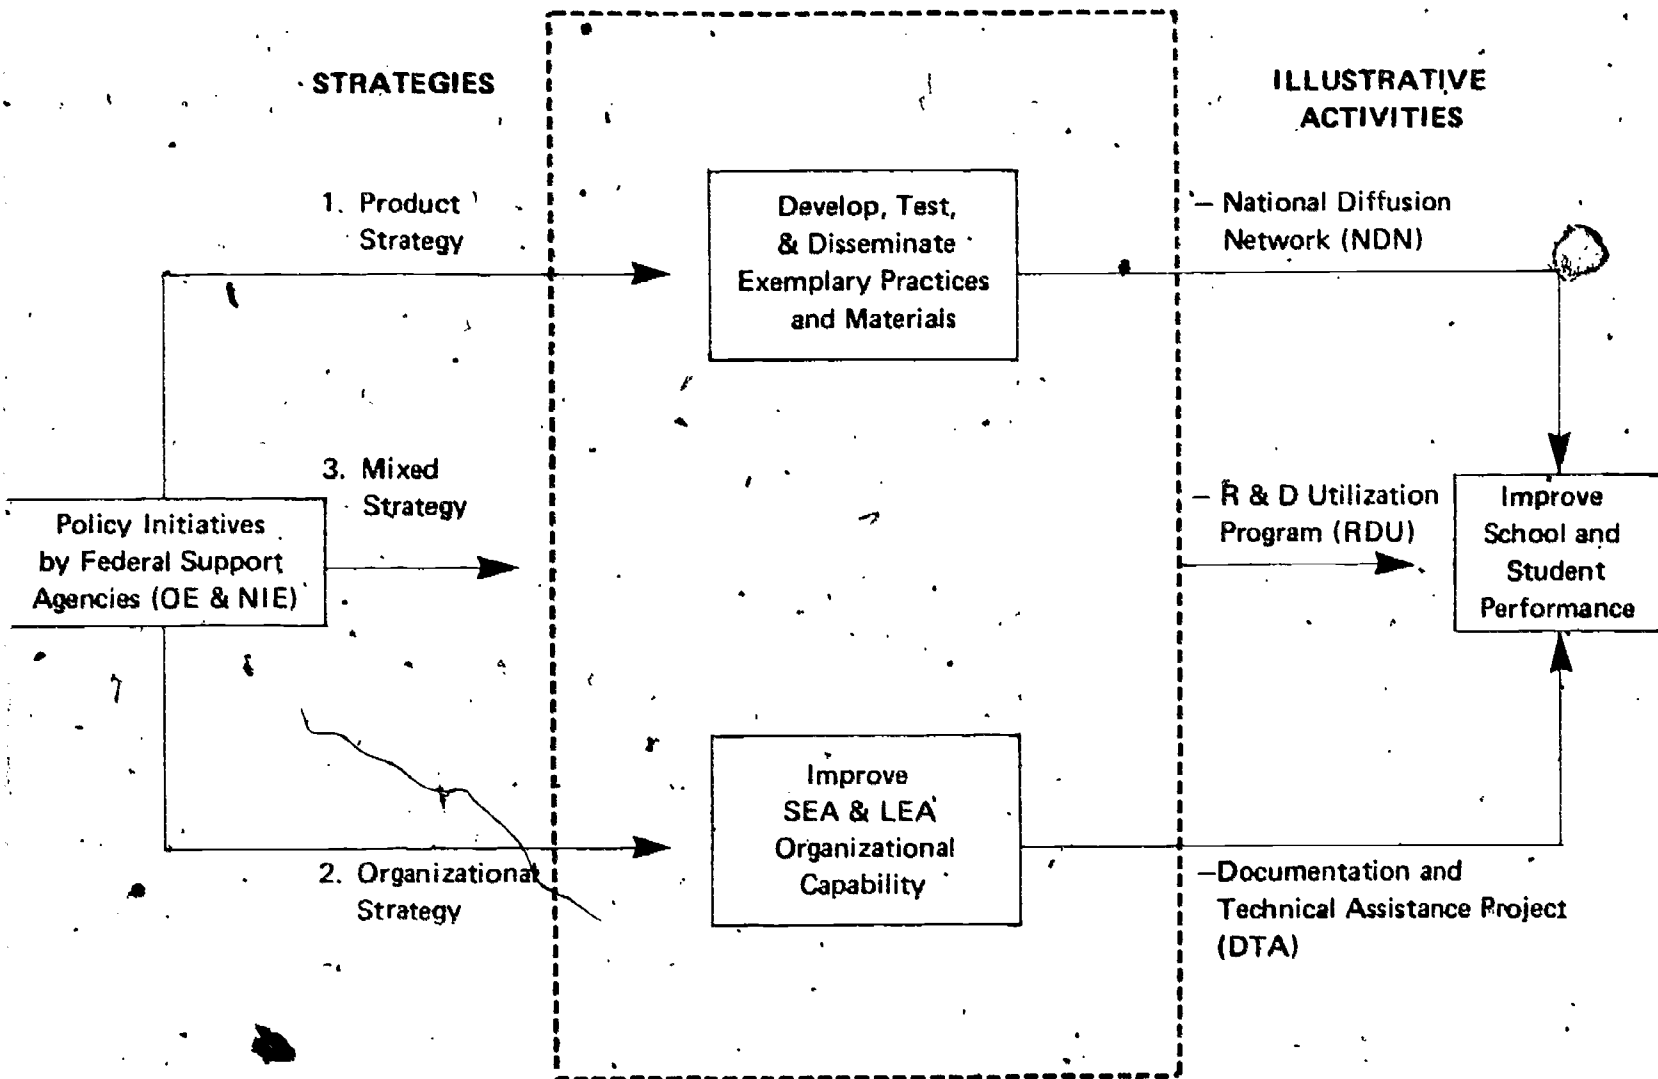 STRATEGIES
ILLUSTRATIVE
ACTIVITIES
1. Product
Strategy
Develop, Test,
& Disseminate
Exemplary Practices
and Materials
– National Diffusion
Network (NDN)
3. Mixed
Strategy
Policy Initiatives
by Federal Support
Agencies (OE & NIE)
– R & D Utilization
Program (RDU)
Improve
School and
Student
Performance
2. Organizational
Strategy
Improve
SEA & LEA
Organizational
Capability
–Documentation and
Technical Assistance Project
(DTA)